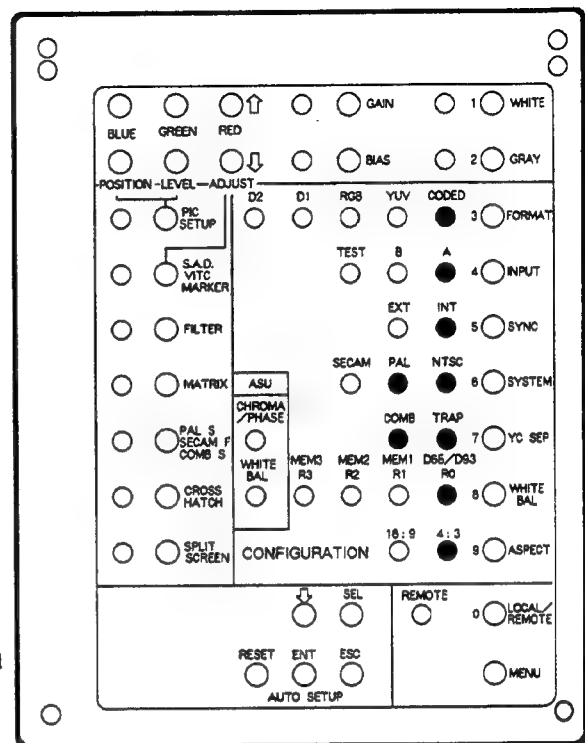 GAIN 1 WHITE
BLUE GREEN RED
BIAS 2 GRAY
POSITION LEVEL ADJUST
D2 D1 RGB YUV CODED
PIC SETUP 3 FORMAT
TEST B A
S.A.D. VITC MARKER 4 INPUT
EXT INT
FILTER 5 SYNC
SECAM PAL NTSC
MATRIX ASU 6 SYSTEM
CHROMA /PHASE COMB TRAP
PAL S SECAM F COMB S 7 YC SEP
WHITE BAL MEM3 R3 MEM2 R2 MEM1 R1 D65/D93 R0
CROSS HATCH 8 WHITE BAL
16:9 4:3
SPLIT SCREEN CONFIGURATION 9 ASPECT
SEL REMOTE
0 LOCAL/ REMOTE
RESET ENT ESC
MENU
AUTO SETUP